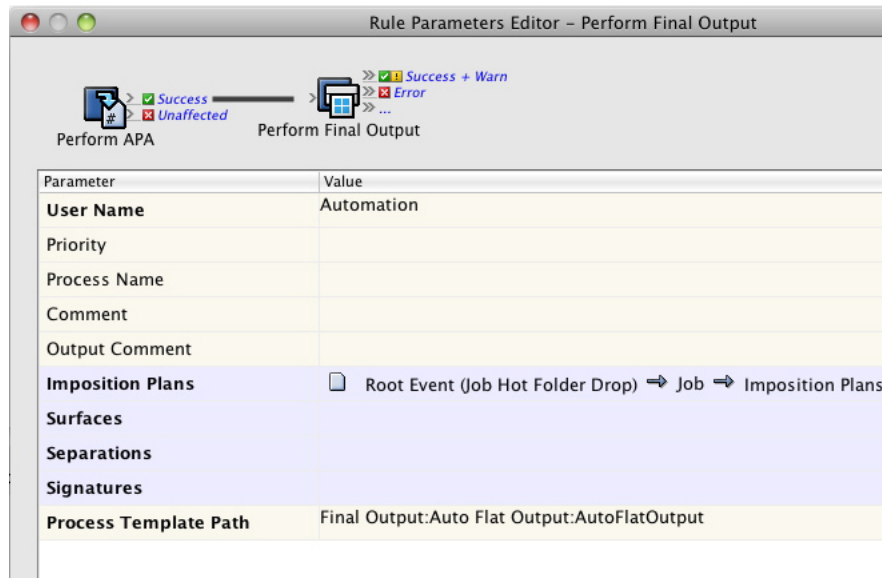 Rule Parameters Editor – Perform Final Output
Success + Warn
Success
Error
Unaffected
...
#
Perform APA
Perform Final Output
Parameter Value
User Name Automation
Priority
Process Name
Comment
Output Comment
Imposition Plans Root Event (Job Hot Folder Drop) ➡ Job ➡ Imposition Plans
Surfaces
Separations
Signatures
Process Template Path Final Output:Auto Flat Output:AutoFlatOutput